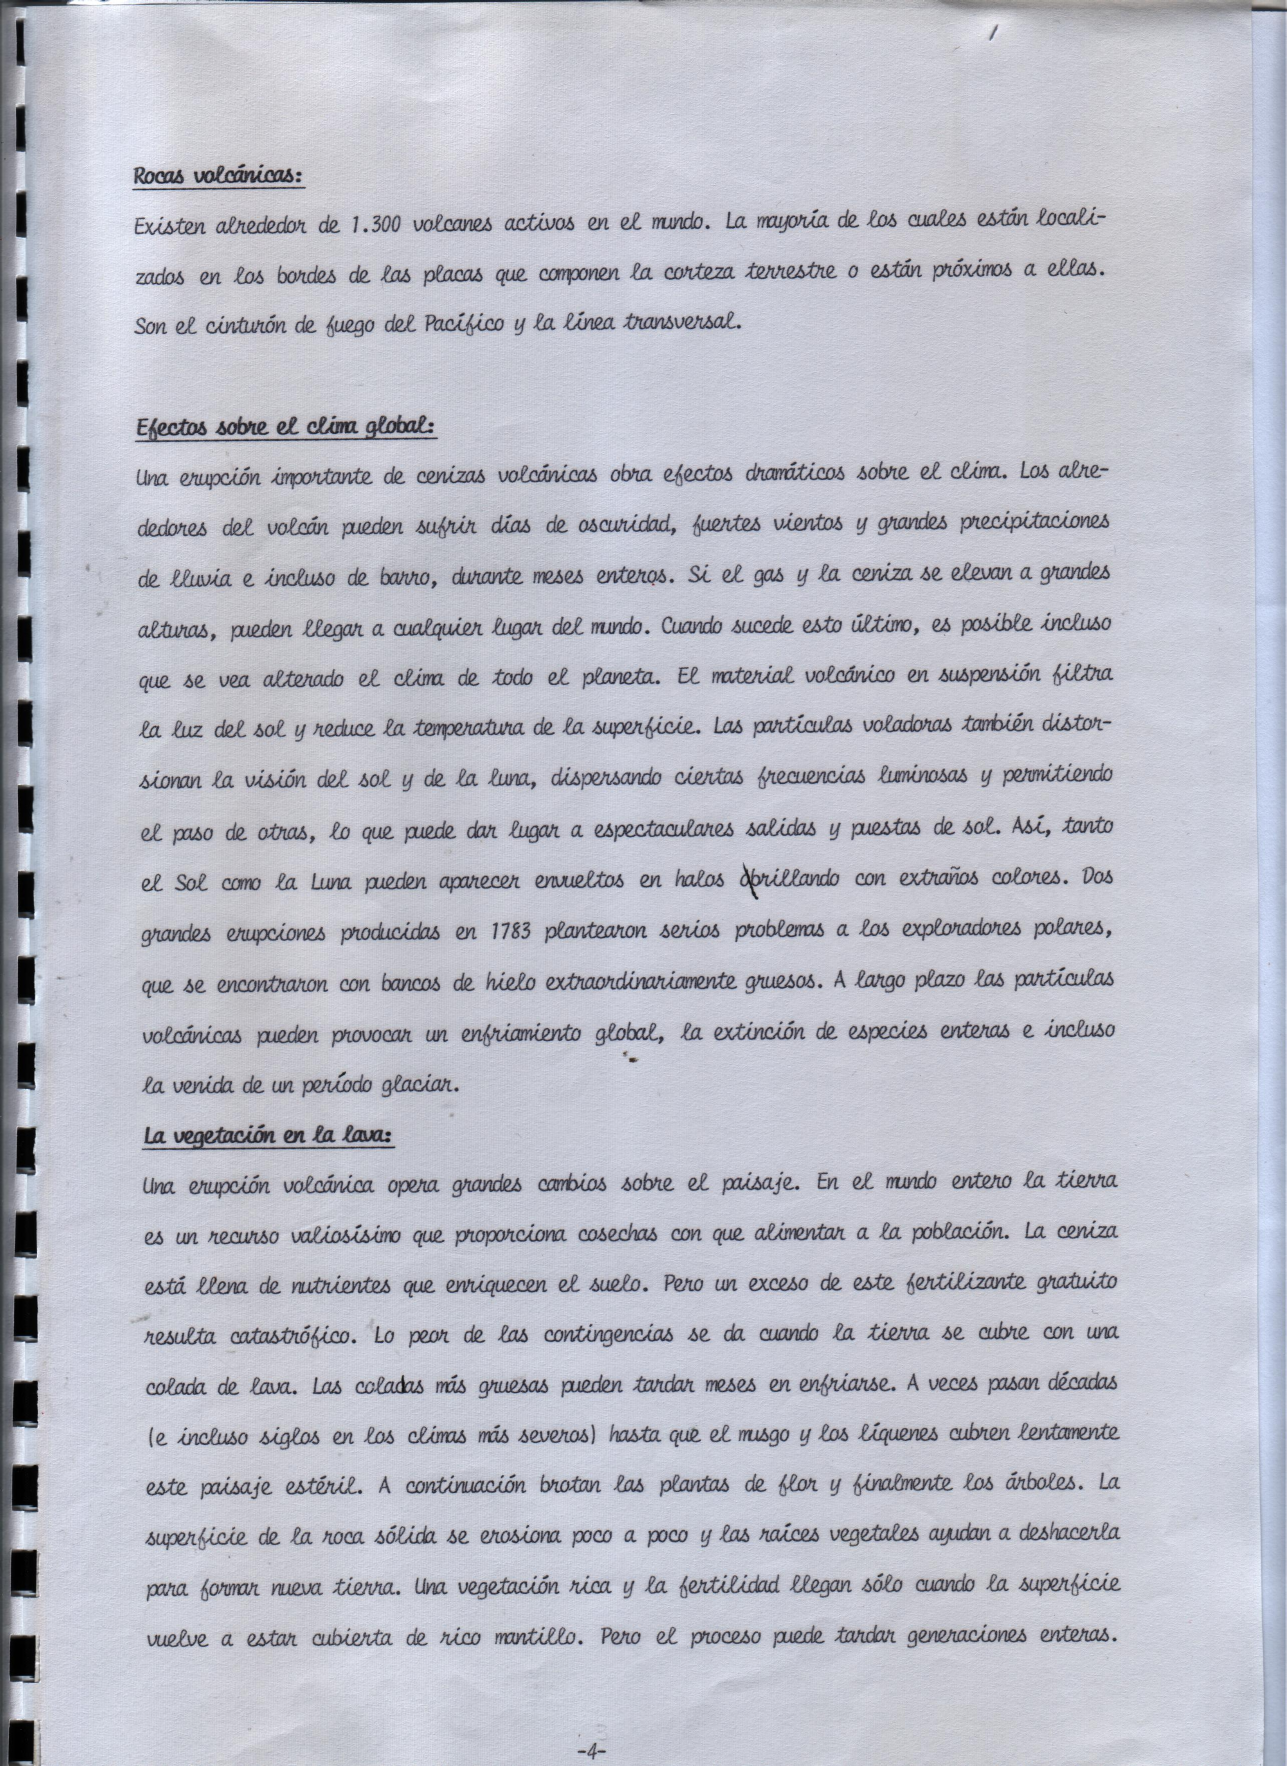 Rocas volcánicas:
Existen alrededor de 1.300 volcanes activos en el mundo. La mayoría de los cuales están locali-
zados en los bordes de las placas que componen la corteza terrestre o están próximos a ellas.
Son el cinturón de fuego del Pacífico y la línea transversal.
Efectos sobre el clima global:
Una erupción importante de cenizas volcánicas obra efectos dramáticos sobre el clima. Los alre-
dedores del volcán pueden sufrir días de oscuridad, fuertes vientos y grandes precipitaciones
de lluvia e incluso de barro, durante meses enteros. Si el gas y la ceniza se elevan a grandes
alturas, pueden llegar a cualquier lugar del mundo. Cuando sucede esto último, es posible incluso
que se vea alterado el clima de todo el planeta. El material volcánico en suspensión filtra
la luz del sol y reduce la temperatura de la superficie. Las partículas voladoras también distor-
sionan la visión del sol y de la luna, dispersando ciertas frecuencias luminosas y permitiendo
el paso de otras, lo que puede dar lugar a espectaculares salidas y puestas de sol. Así, tanto
el Sol como la Luna pueden aparecer envueltos en halos brillando con extraños colores. Dos
grandes erupciones producidas en 1783 plantearon serios problemas a los exploradores polares,
que se encontraron con bancos de hielo extraordinariamente gruesos. A largo plazo las partículas
volcánicas pueden provocar un enfriamiento global, la extinción de especies enteras e incluso
la venida de un período glaciar.
La vegetación en la lava:
Una erupción volcánica opera grandes cambios sobre el paisaje. En el mundo entero la tierra
es un recurso valiosísimo que proporciona cosechas con que alimentar a la población. La ceniza
está llena de nutrientes que enriquecen el suelo. Pero un exceso de este fertilizante gratuito
resulta catastrófico. Lo peor de las contingencias se da cuando la tierra se cubre con una
colada de lava. Las coladas más gruesas pueden tardar meses en enfriarse. A veces pasan décadas
(e incluso siglos en los climas más severos) hasta que el musgo y los líquenes cubren lentamente
este paisaje estéril. A continuación brotan las plantas de flor y finalmente los árboles. La
superficie de la roca sólida se erosiona poco a poco y las raíces vegetales ayudan a deshacerla
para formar nueva tierra. Una vegetación rica y la fertilidad llegan sólo cuando la superficie
vuelve a estar cubierta de rico mantillo. Pero el proceso puede tardar generaciones enteras.
-4-